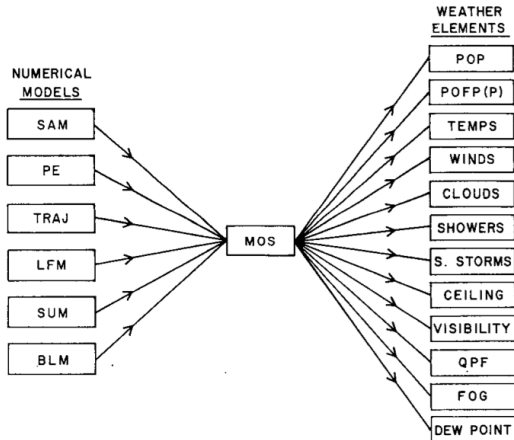 NUMERICAL
MODELS
SAM
PE
TRAJ
LFM
SUM
BLM
MOS
WEATHER
ELEMENTS
POP
POFP(P)
TEMPS
WINDS
CLOUDS
SHOWERS
S. STORMS
CEILING
VISIBILITY
QPF
FOG
DEW POINT